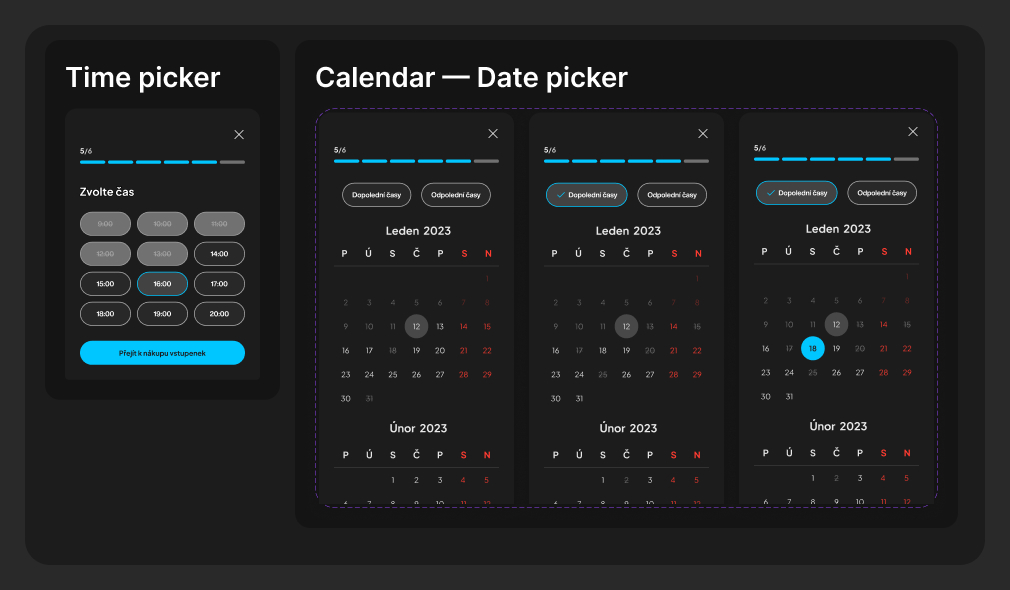 Time picker
5/6
Zvolte čas
9:00 10:00 11:00
12:00 13:00 14:00
15:00 16:00 17:00
18:00 19:00 20:00
Přejít k nákupu vstupenek
Calendar — Date picker
5/6
Dopolední časy Odpolední časy
Leden 2023
P Ú S Č P S N
1
2 3 4 5 6 7 8
9 10 11 12 13 14 15
16 17 18 19 20 21 22
23 24 25 26 27 28 29
30 31
Únor 2023
P Ú S Č P S N
1 2 3 4 5
6 7 8 9 10 11 12
5/6
Dopolední časy Odpolední časy
Leden 2023
P Ú S Č P S N
1
2 3 4 5 6 7 8
9 10 11 12 13 14 15
16 17 18 19 20 21 22
23 24 25 26 27 28 29
30 31
Únor 2023
P Ú S Č P S N
1 2 3 4 5
6 7 8 9 10 11 12
5/6
Dopolední časy Odpolední časy
Leden 2023
P Ú S Č P S N
1
2 3 4 5 6 7 8
9 10 11 12 13 14 15
16 17 18 19 20 21 22
23 24 25 26 27 28 29
30 31
Únor 2023
P Ú S Č P S N
1 2 3 4 5
6 7 8 9 10 11 12